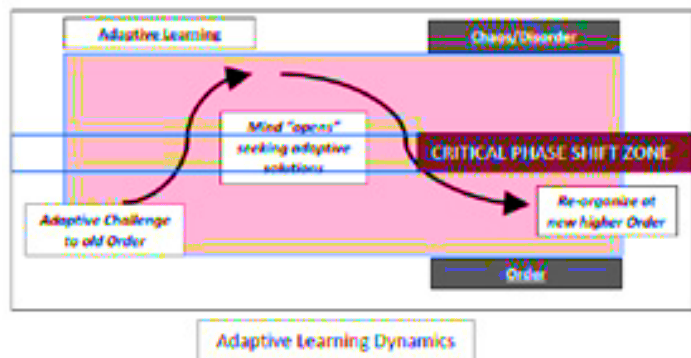 Adaptive Learning
Chaos/Disorder
Mind "opens"
seeking adaptive
solutions
CRITICAL PHASE SHIFT ZONE
Adaptive Challenge
to old Order
Re-organize at
new higher Order
Order
Adaptive Learning Dynamics